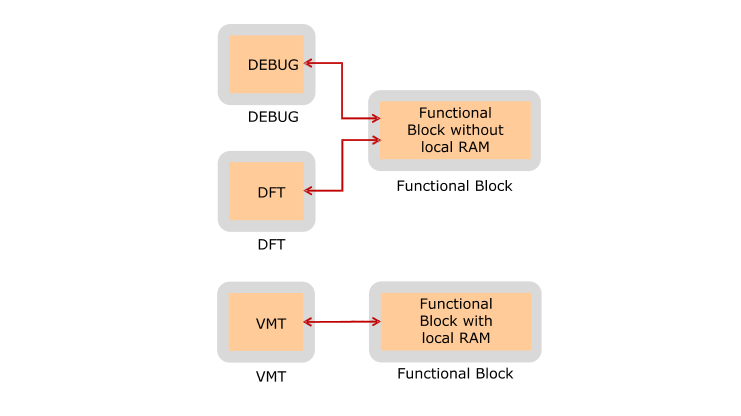 DEBUG
DEBUG
Functional
Block without
local RAM
Functional Block
DFT
DFT
VMT
VMT
Functional
Block with
local RAM
Functional Block